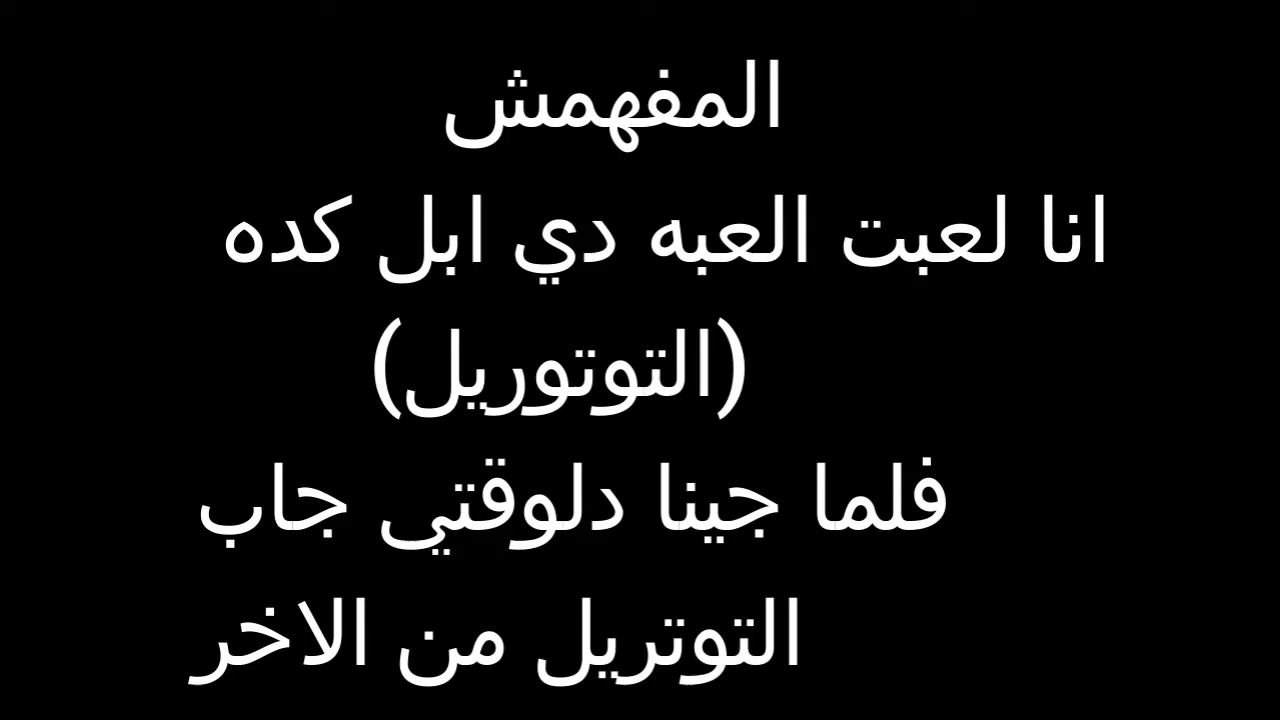 المفهمش
انا لعبت العبه دي ابل كده
(التوتوريل)
فلما جينا دلوقتي جاب
التوتريل من الاخر